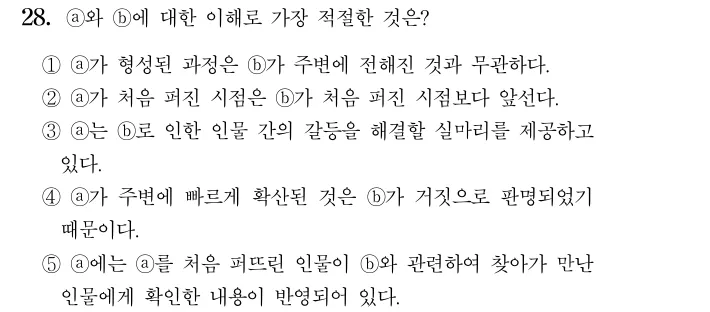 28. ⓐ와 ⓑ에 대한 이해로 가장 적절한 것은?
① ⓐ가 형성된 과정은 ⓑ가 주변에 전해진 것과 무관하다.
② ⓐ가 처음 퍼진 시점은 ⓑ가 처음 퍼진 시점보다 앞선다.
③ ⓐ는 ⓑ로 인한 인물 간의 갈등을 해결할 실마리를 제공하고
있다.
④ ⓐ가 주변에 빠르게 확산된 것은 ⓑ가 거짓으로 판명되었기
때문이다.
⑤ ⓐ에는 ⓐ를 처음 퍼뜨린 인물이 ⓑ와 관련하여 찾아가 만난
인물에게 확인한 내용이 반영되어 있다.